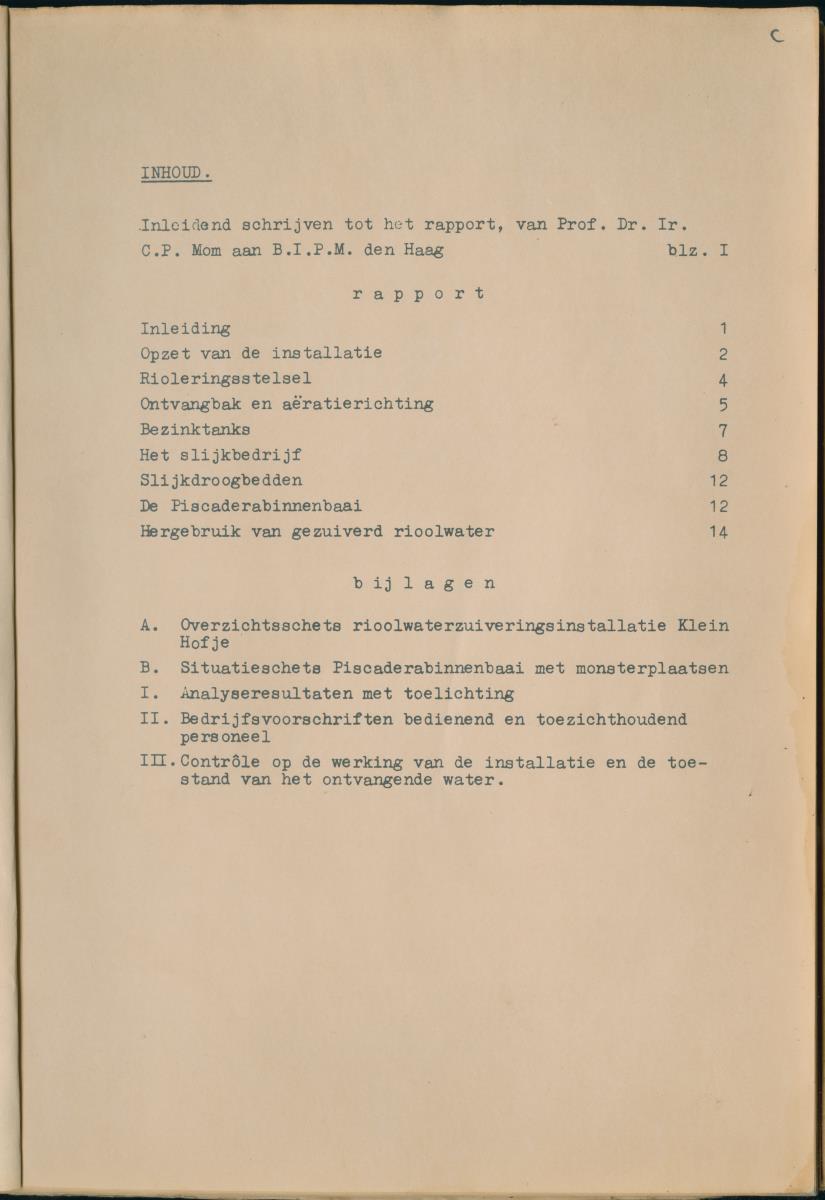 C
INHOUD.
Inleidend schrijven tot het rapport, van Prof. Dr. Ir.
C.P. Mom aan B.I.P.M. den Haag blz. I
r a p p o r t
Inleiding 1
Opzet van de installatie 2
Rioleringsstelsel 4
Ontvangbak en aëratierichting 5
Bezinktanks 7
Het slijkbedrijf 8
Slijkdroogbedden 12
De Piscaderabinnenbaai 12
Hergebruik van gezuiverd rioolwater 14
b ij l a g e n
A. Overzichtsschets rioolwaterzuiveringsinstallatie Klein
Hofje
B. Situatieschets Piscaderabinnenbaai met monsterplaatsen
I. Analyseresultaten met toelichting
II. Bedrijfsvoorschriften bedienend en toezichthoudend
personeel
III. Contrôle op de werking van de installatie en de toe-
stand van het ontvangende water.